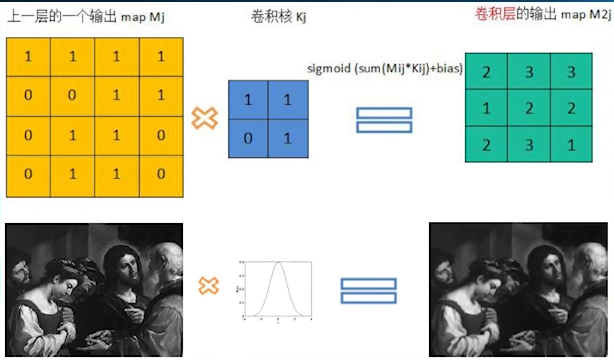 上一层的一个输出 map Mj
卷积核 Kj
卷积层的输出 map M2j
sigmoid (sum(Mij*Kij)+bias)
1 1 1 1
0 0 1 1
0 1 1 0
0 1 1 0
1 1
0 1
2 3 3
1 2 2
2 3 1